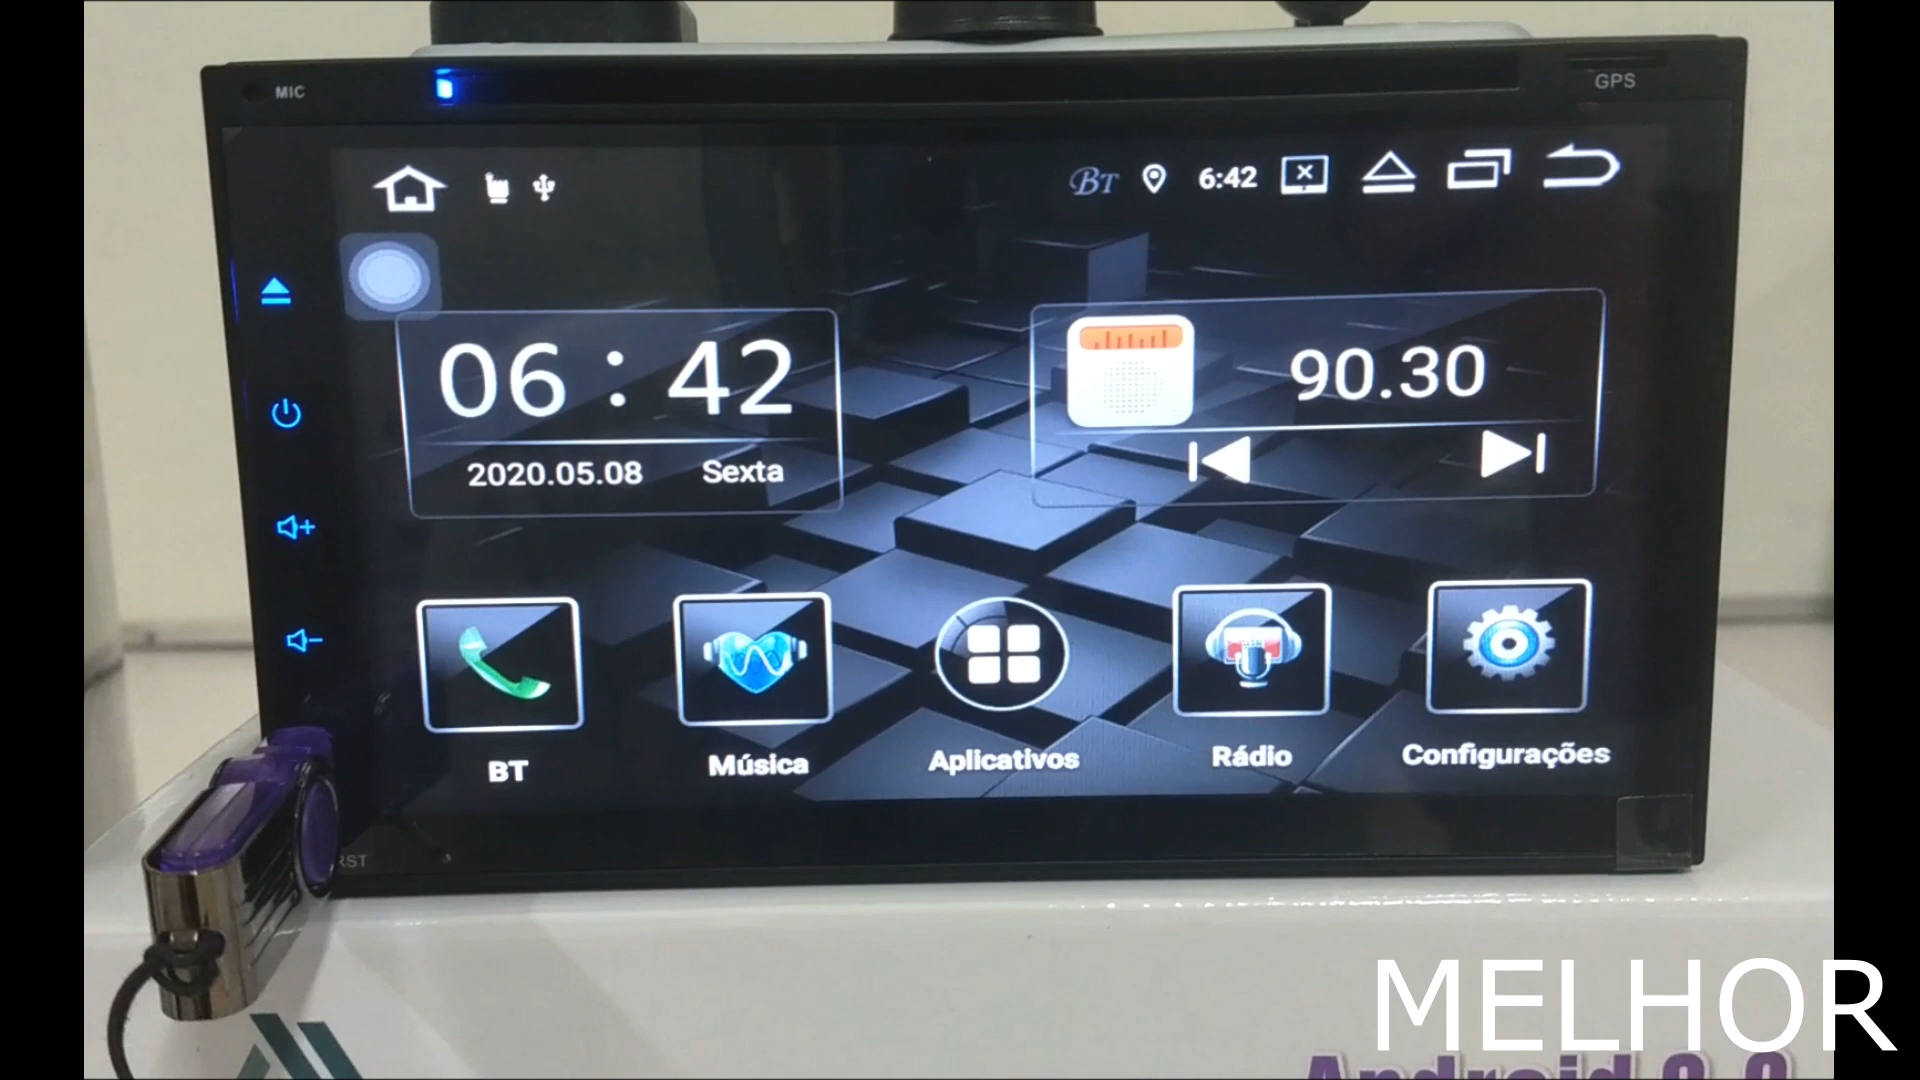 MIC
GPS
BT 6:42
06 : 42
2020.05.08 Sexta
90.30
BT
Música
Aplicativos
Rádio
Configurações
RST
MELHOR
Android